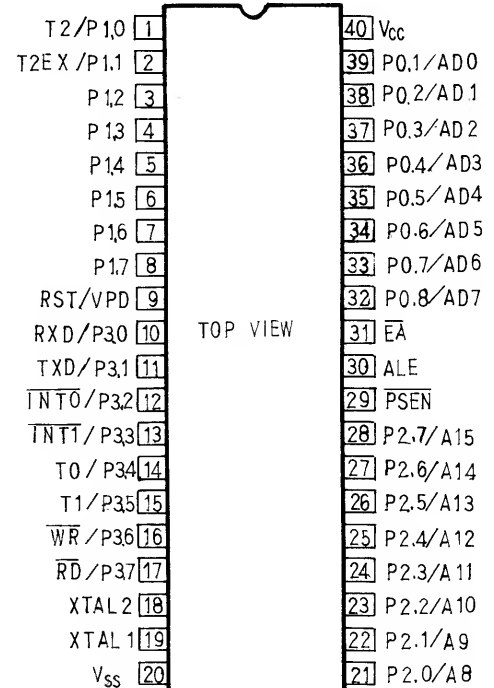 T2/P1.0 1 40 Vcc
T2EX/P1.1 2 39 P0.1/AD0
P1.2 3 38 P0.2/AD1
P1.3 4 37 P0.3/AD2
P1.4 5 36 P0.4/AD3
P1.5 6 35 P0.5/AD4
P1.6 7 34 P0.6/AD5
P1.7 8 33 P0.7/AD6
RST/VPD 9 32 P0.8/AD7
RXD/P3.0 10 TOP VIEW 31 E̅A̅
TXD/P3.1 11 30 ALE
I̅N̅T̅0̅/P3.2 12 29 P̅S̅E̅N̅
I̅N̅T̅1̅/P3.3 13 28 P2.7/A15
T0/P3.4 14 27 P2.6/A14
T1/P3.5 15 26 P2.5/A13
W̅R̅/P3.6 16 25 P2.4/A12
R̅D̅/P3.7 17 24 P2.3/A11
XTAL2 18 23 P2.2/A10
XTAL1 19 22 P2.1/A9
Vss 20 21 P2.0/A8